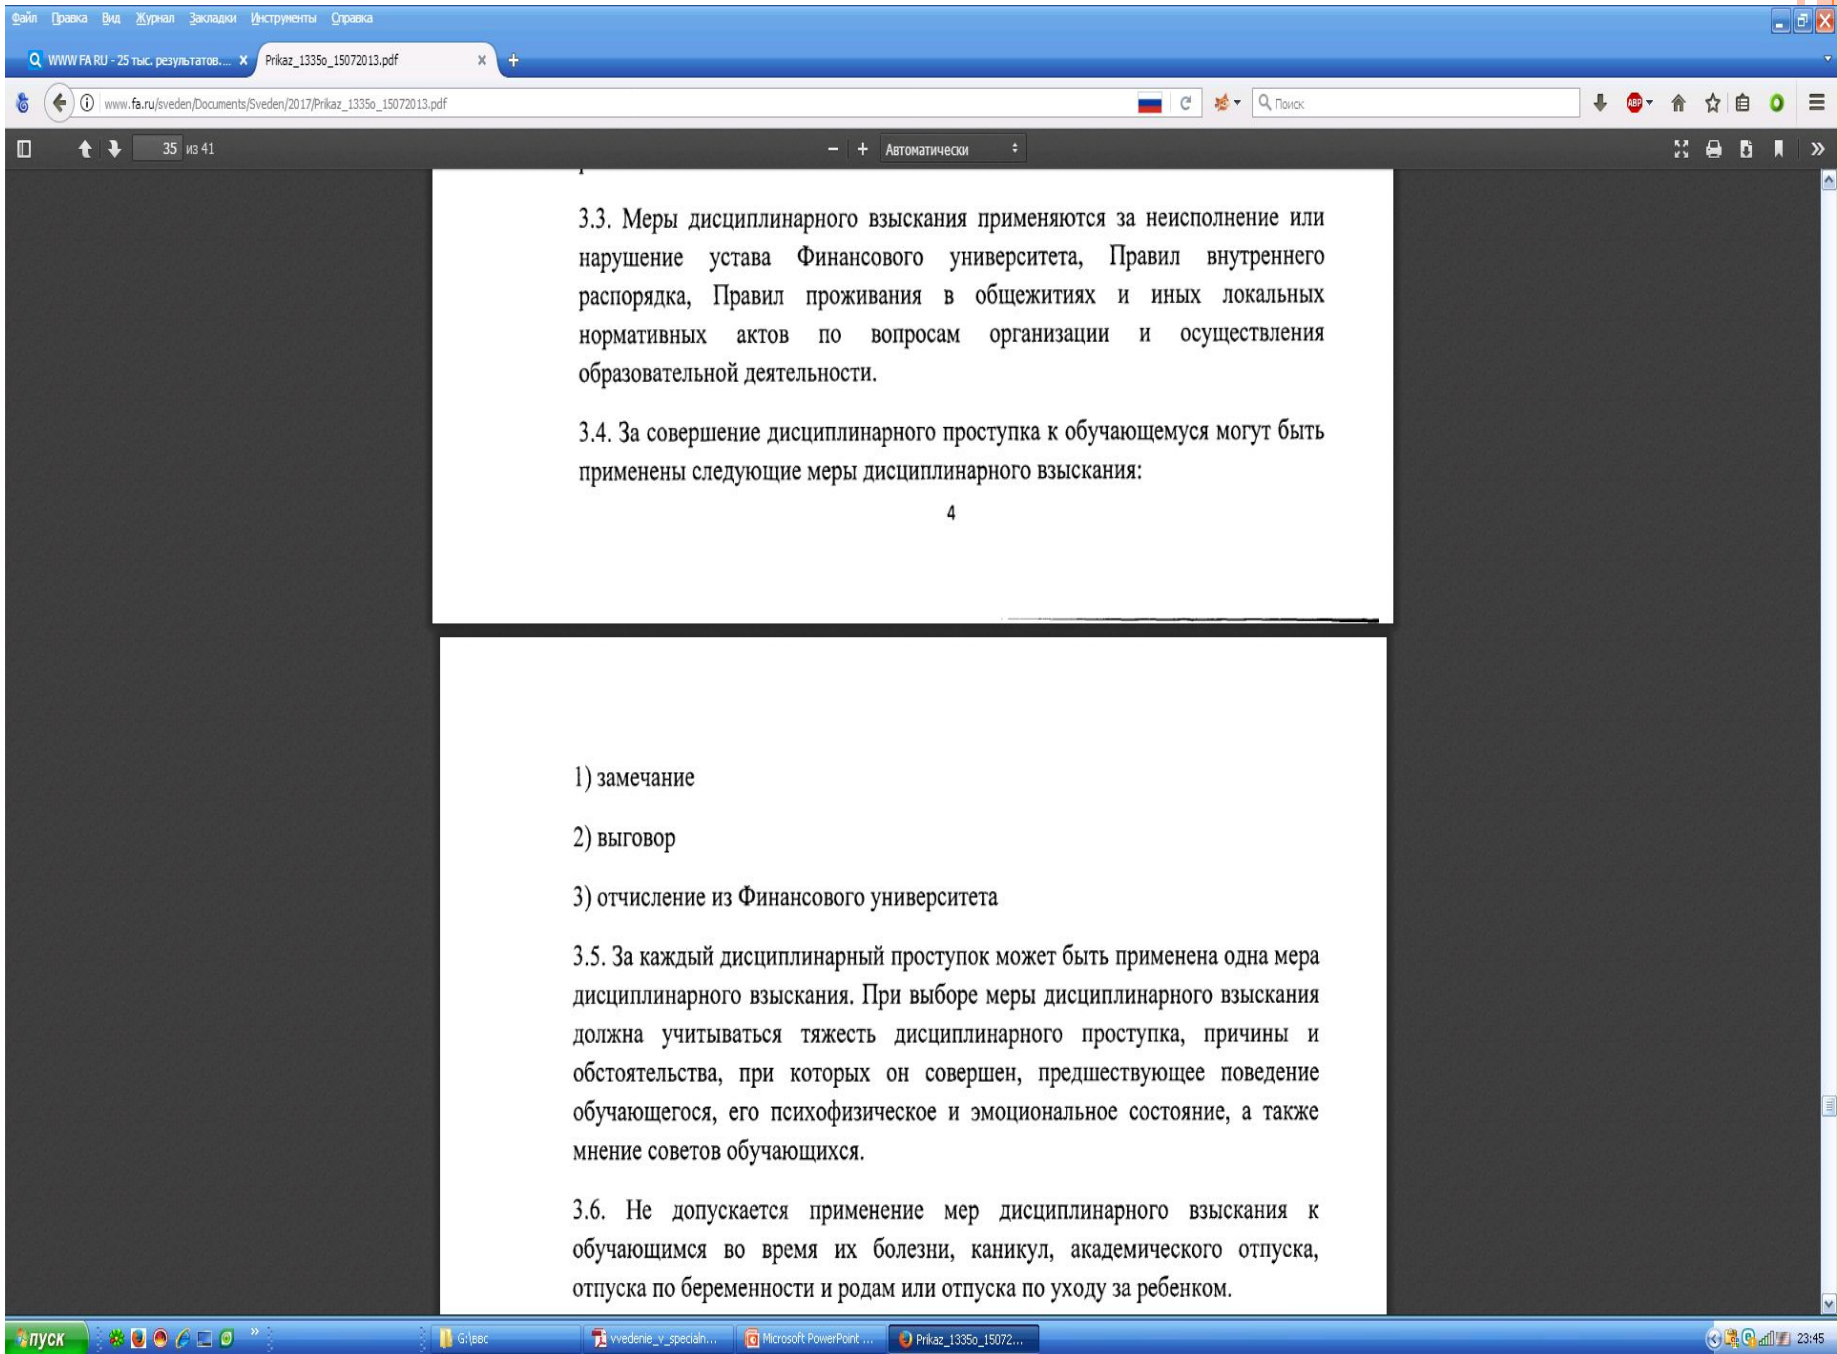 Файл Правка Вид Журнал Закладки Инструменты Справка
WWW FA RU - 25 тыс. результатов.... × Prikaz_1335o_15072013.pdf × +
www.fa.ru/sveden/Documents/Sveden/2017/Prikaz_1335o_15072013.pdf Поиск ABP
35 из 41 − + Автоматически
3.3. Меры дисциплинарного взыскания применяются за неисполнение или
нарушение устава Финансового университета, Правил внутреннего
распорядка, Правил проживания в общежитиях и иных локальных
нормативных актов по вопросам организации и осуществления
образовательной деятельности.
3.4. За совершение дисциплинарного проступка к обучающемуся могут быть
применены следующие меры дисциплинарного взыскания:
4
1) замечание
2) выговор
3) отчисление из Финансового университета
3.5. За каждый дисциплинарный проступок может быть применена одна мера
дисциплинарного взыскания. При выборе меры дисциплинарного взыскания
должна учитываться тяжесть дисциплинарного проступка, причины и
обстоятельства, при которых он совершен, предшествующее поведение
обучающегося, его психофизическое и эмоциональное состояние, а также
мнение советов обучающихся.
3.6. Не допускается применение мер дисциплинарного взыскания к
обучающимся во время их болезни, каникул, академического отпуска,
отпуска по беременности и родам или отпуска по уходу за ребенком.
пуск » G:\ввс vvedenie_v_specialn... Microsoft PowerPoint ... Prikaz_1335o_15072... 23:45